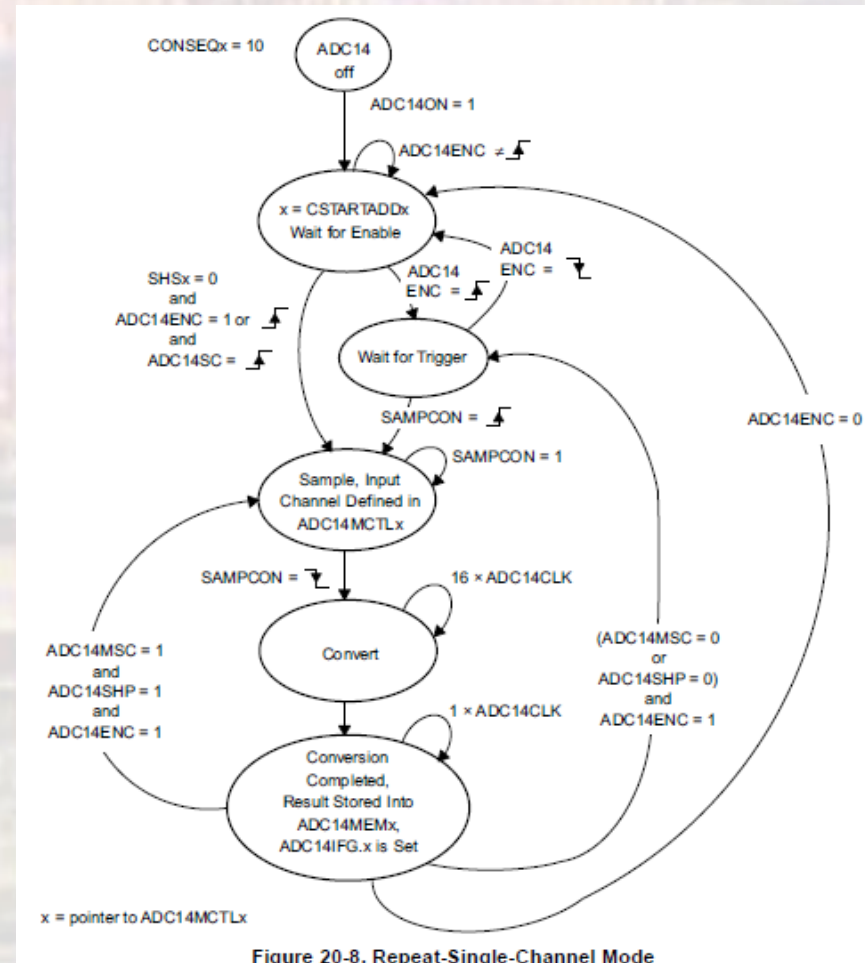 CONSEQx = 10
ADC14
off
ADC14ON = 1
ADC14ENC ≠
x = CSTARTADDx
Wait for Enable
ADC14
ENC =
ADC14
ENC =
SHSx = 0
and
ADC14ENC = 1 or
and
ADC14SC =
Wait for Trigger
SAMPCON =
ADC14ENC = 0
SAMPCON = 1
Sample, Input
Channel Defined in
ADC14MCTLx
SAMPCON =
16 × ADC14CLK
Convert
ADC14MSC = 1
and
ADC14SHP = 1
and
ADC14ENC = 1
(ADC14MSC = 0
or
ADC14SHP = 0)
and
ADC14ENC = 1
1 × ADC14CLK
Conversion
Completed,
Result Stored Into
ADC14MEMx,
ADC14IFG.x is Set
x = pointer to ADC14MCTLx
Figure 20-8. Repeat-Single-Channel Mode